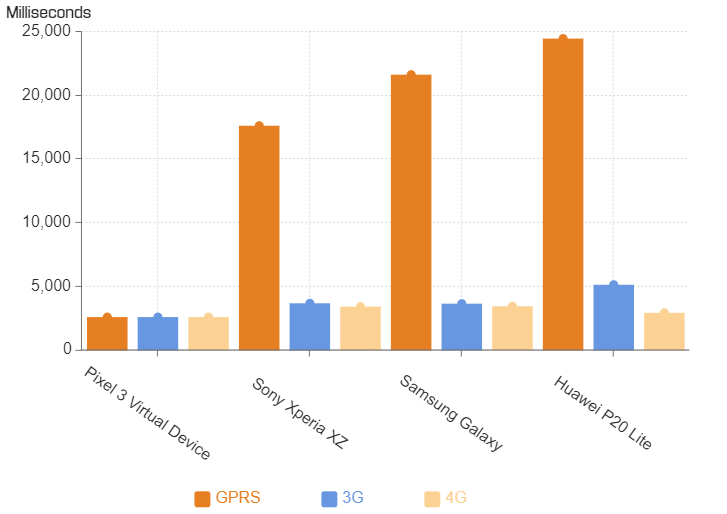 Milliseconds
25,000
20,000
15,000
10,000
5,000
0
Pixel 3 Virtual Device
Sony Xperia XZ
Samsung Galaxy
Huawei P20 Lite
GPRS 3G 4G